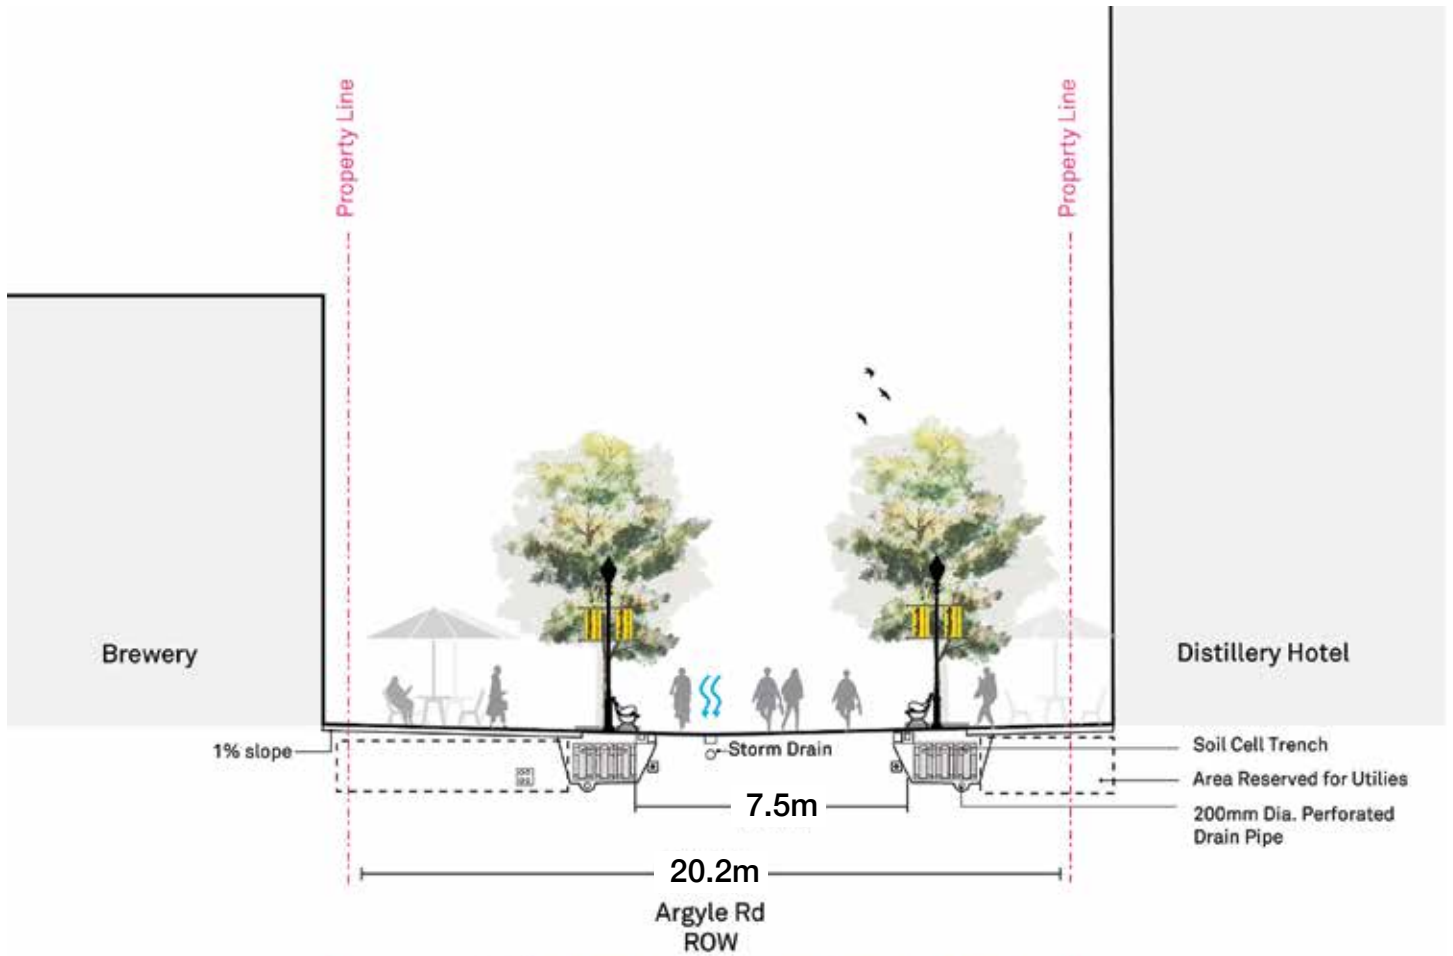 Property Line
Property Line
Brewery
Distillery Hotel
1% slope
Storm Drain
Soil Cell Trench
Area Reserved for Utilies
200mm Dia. Perforated
Drain Pipe
7.5m
20.2m
Argyle Rd
ROW